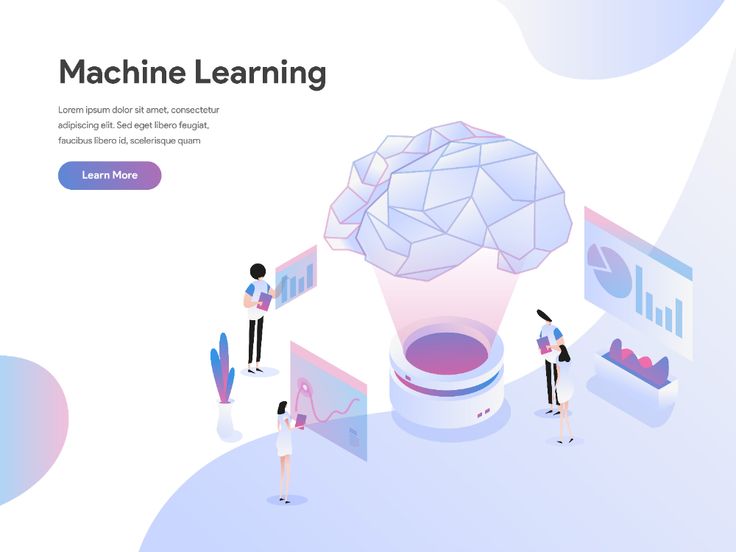 Machine Learning
Lorem ipsum dolor sit amet, consectetur
adipiscing elit. Sed eget libero feugiat,
faucibus libero id, scelerisque quam
Learn More